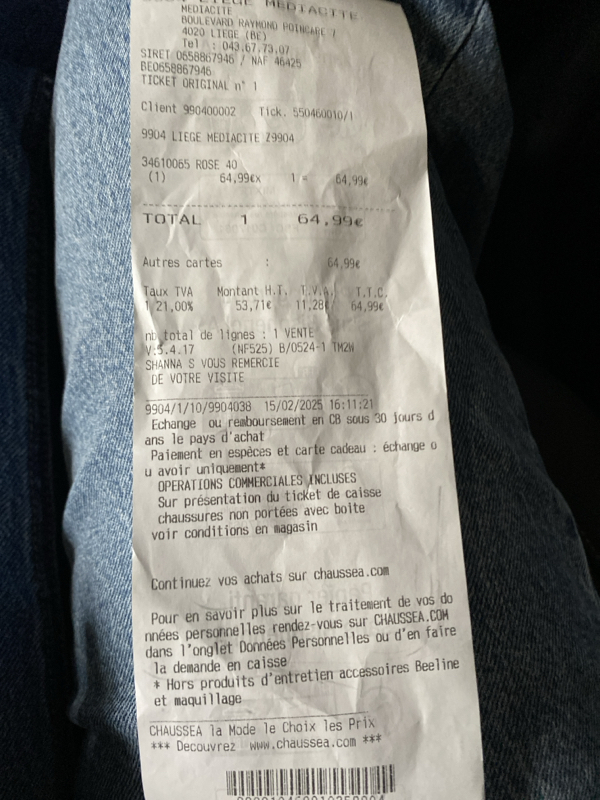 LIEGE MEDIACITE
MEDIACITE
BOULEVARD RAYMOND POINCARE 7
4020 LIEGE (BE)
Tel : 043.67.73.07
SIRET 0658867946 / NAF 46425
BE0658867946
TICKET ORIGINAL n° 1
Client 990400002 Tick. 550460010/1
9904 LIEGE MEDIACITE Z9904
34610065 ROSE 40
(1) 64,99€x 1 = 64,99€
TOTAL 1 64,99€
Autres cartes : 64,99€
Taux TVA Montant H.T. T.V.A. T.T.C.
1 21,00% 53,71€ 11,28€ 64,99€
nb total de lignes : 1 VENTE
V.5.4.17 (NF525) B/0524-1 TM2W
SHANNA S VOUS REMERCIE
DE VOTRE VISITE
9904/1/10/9904038 15/02/2025 16:11:21
Echange ou remboursement en CB sous 30 jours d
ans le pays d'achat
Paiement en espèces et carte cadeau : échange o
u avoir uniquement*
OPERATIONS COMMERCIALES INCLUSES
Sur présentation du ticket de caisse
chaussures non portées avec boite
voir conditions en magasin
Continuez vos achats sur chaussea.com
Pour en savoir plus sur le traitement de vos do
nnées personnelles rendez-vous sur CHAUSSEA.COM
dans l'onglet Données Personnelles ou d'en faire
la demande en caisse
* Hors produits d'entretien accessoires Beeline
et maquillage
CHAUSSEA la Mode le Choix les Prix
*** Decouvrez www.chaussea.com ***